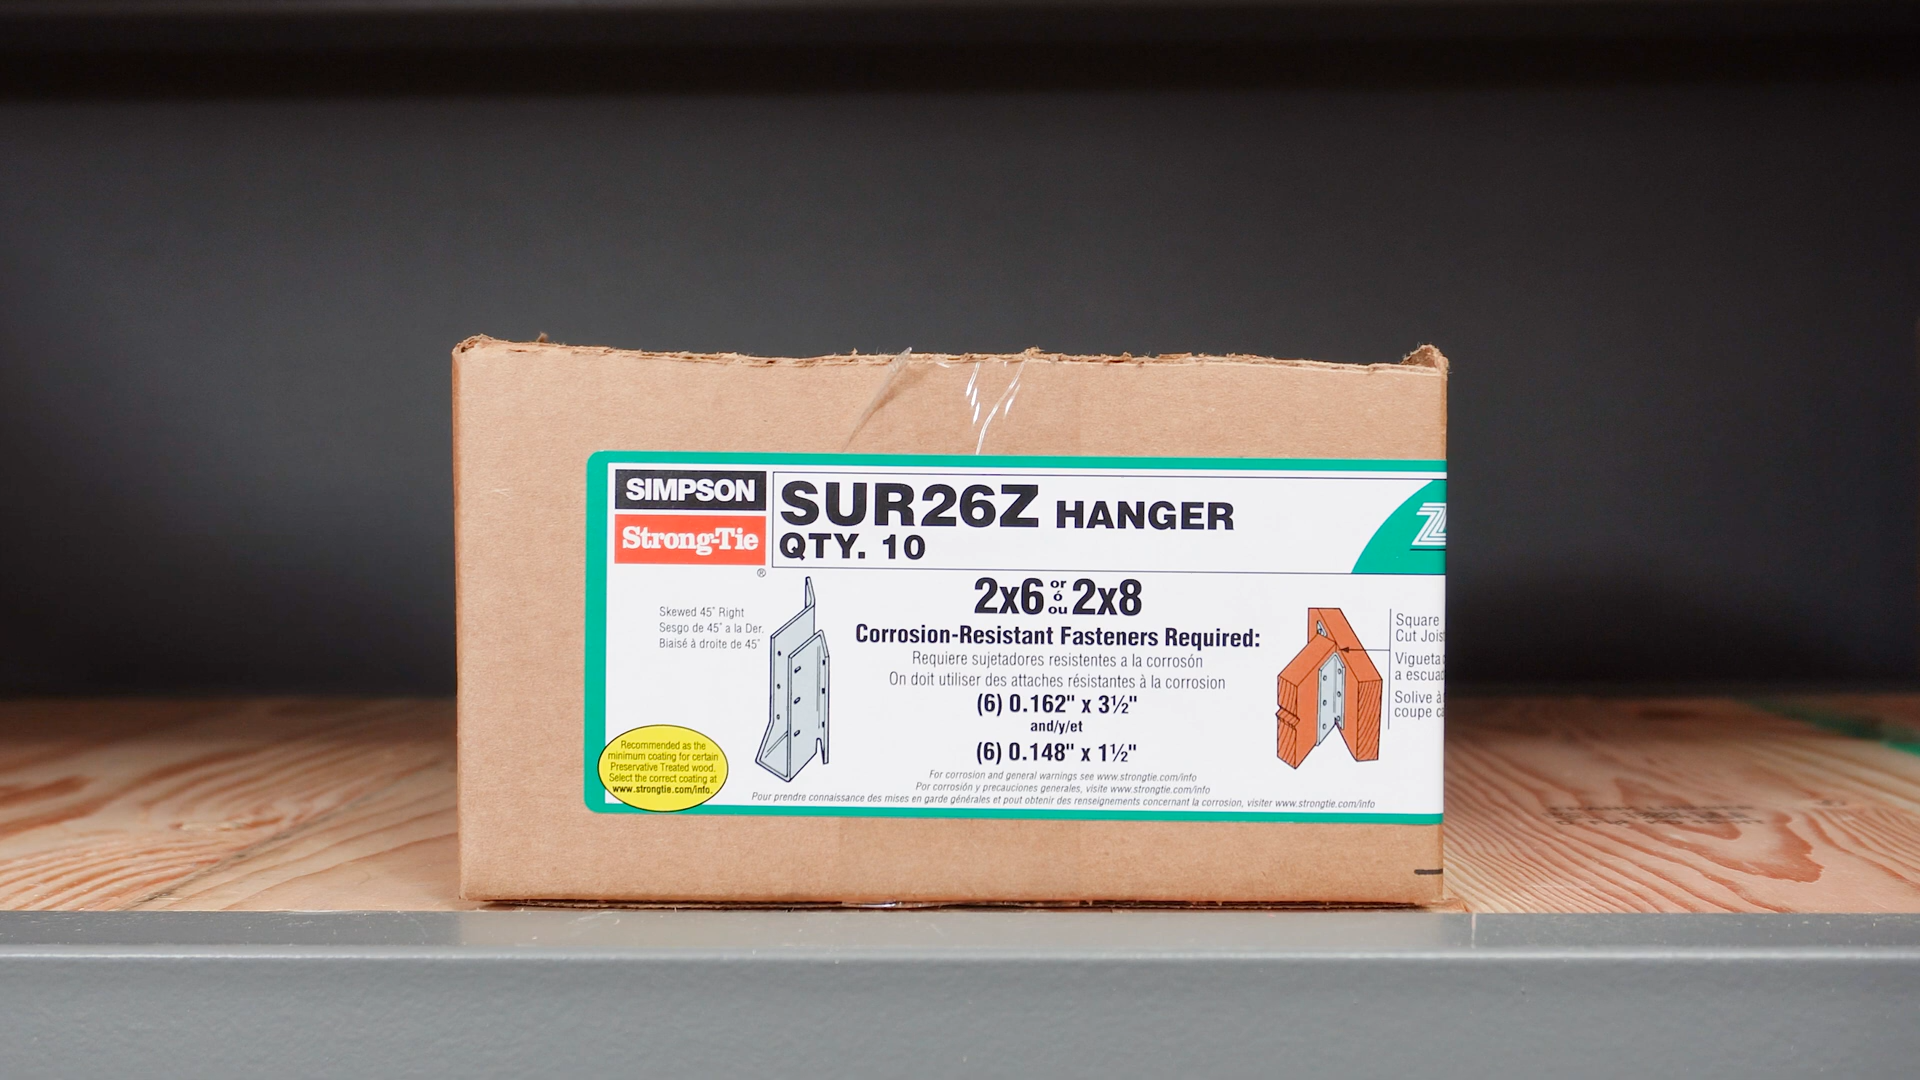 SIMPSON
Strong-Tie
®
SUR26Z HANGER
QTY. 10
Z
Skewed 45° Right
Sesgo de 45° a la Der.
Biaisé à droite de 45°
2x6 or ó ou 2x8
Corrosion-Resistant Fasteners Required:
Requiere sujetadores resistentes a la corrosón
On doit utiliser des attaches résistantes à la corrosion
(6) 0.162" x 3½"
and/y/et
(6) 0.148" x 1½"
Square
Cut Jois
Vigueta
a escua
Solive à
coupe ca
Recommended as the
minimum coating for certain
Preservative Treated wood.
Select the correct coating at
www.strongtie.com/info.
For corrosion and general warnings see www.strongtie.com/info
Por corrosión y precauciones generales, visite www.strongtie.com/info.
Pour prendre connaissance des mises en garde générales et pout obtenir des renseignements concernant la corrosion, visiter www.strongtie.com/info